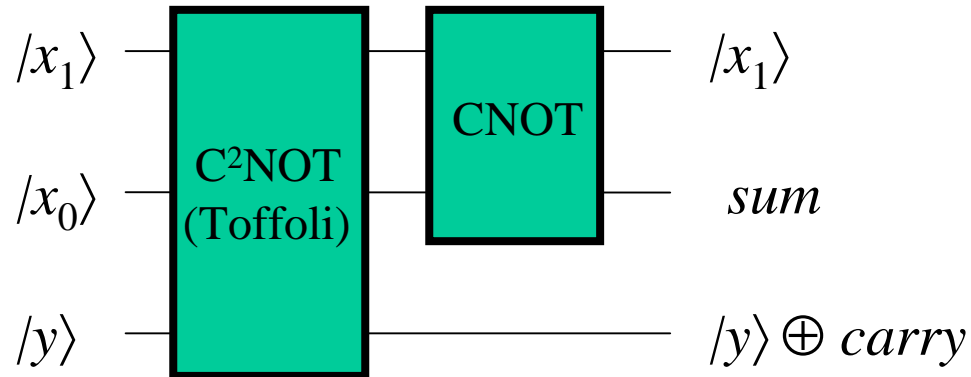 |x₁⟩
C²NOT
(Toffoli)
CNOT
|x₁⟩
|x₀⟩
sum
|y⟩
|y⟩ ⊕ carry